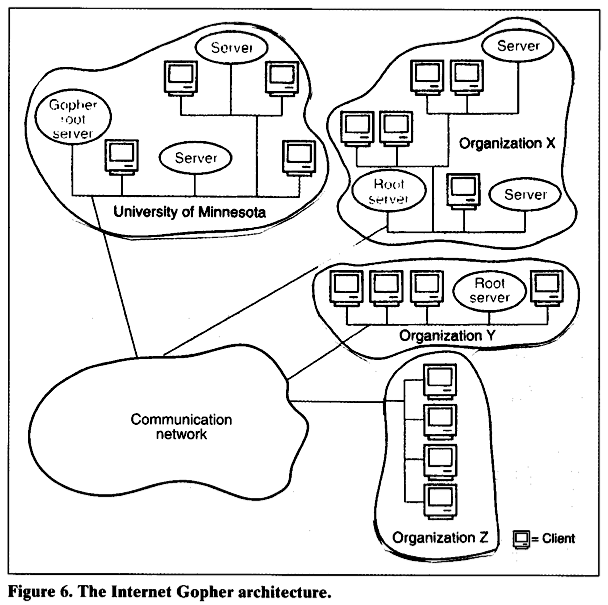 Server
Gopher
root
server
Server
University of Minnesota
Server
Organization X
Root
server
Server
Root
server
Organization Y
Communication
network
Organization Z
= Client
Figure 6. The Internet Gopher architecture.